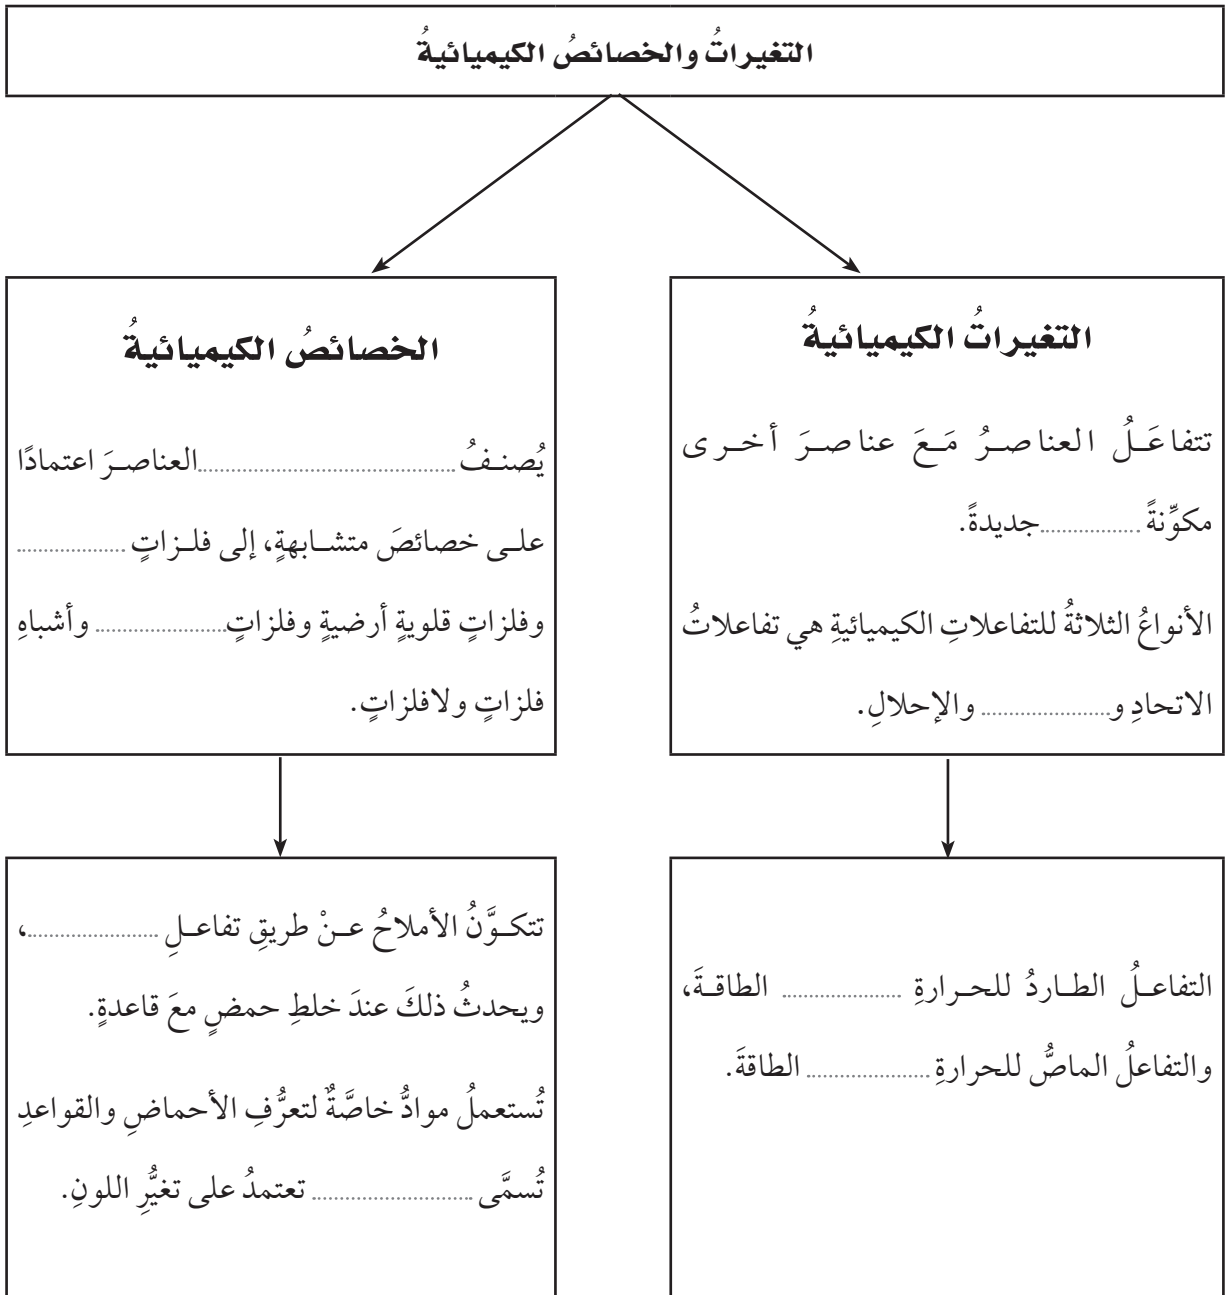 التغيراتُ والخصائصُ الكيميائيةُ
التغيراتُ الكيميائيةُ
تتفاعَلُ العناصرُ مَعَ عناصرَ أخرى
مكوِّنةً ................ جديدةً.
الأنواعُ الثلاثةُ للتفاعلاتِ الكيميائيةِ هي تفاعلاتُ
الاتحادِ و................ والإحلالِ.
الخصائصُ الكيميائيةُ
يُصنفُ ................ العناصرَ اعتمادًا
على خصائصَ متشابهةٍ، إلى فلزاتٍ ................
وفلزاتٍ قلويةٍ أرضيةٍ وفلزاتٍ ................ وأشباهِ
فلزاتٍ ولافلزاتٍ.
التفاعلُ الطاردُ للحرارةِ ................ الطاقةَ،
والتفاعلُ الماصُّ للحرارةِ ................ الطاقةَ.
تتكوَّنُ الأملاحُ عنْ طريقِ تفاعلِ ................،
ويحدثُ ذلكَ عندَ خلطِ حمضٍ معَ قاعدةٍ.
تُستعملُ موادُّ خاصَّةٌ لتعرُّفِ الأحماضِ والقواعدِ
تُسمَّى ................ تعتمدُ على تغيُّرِ اللونِ.